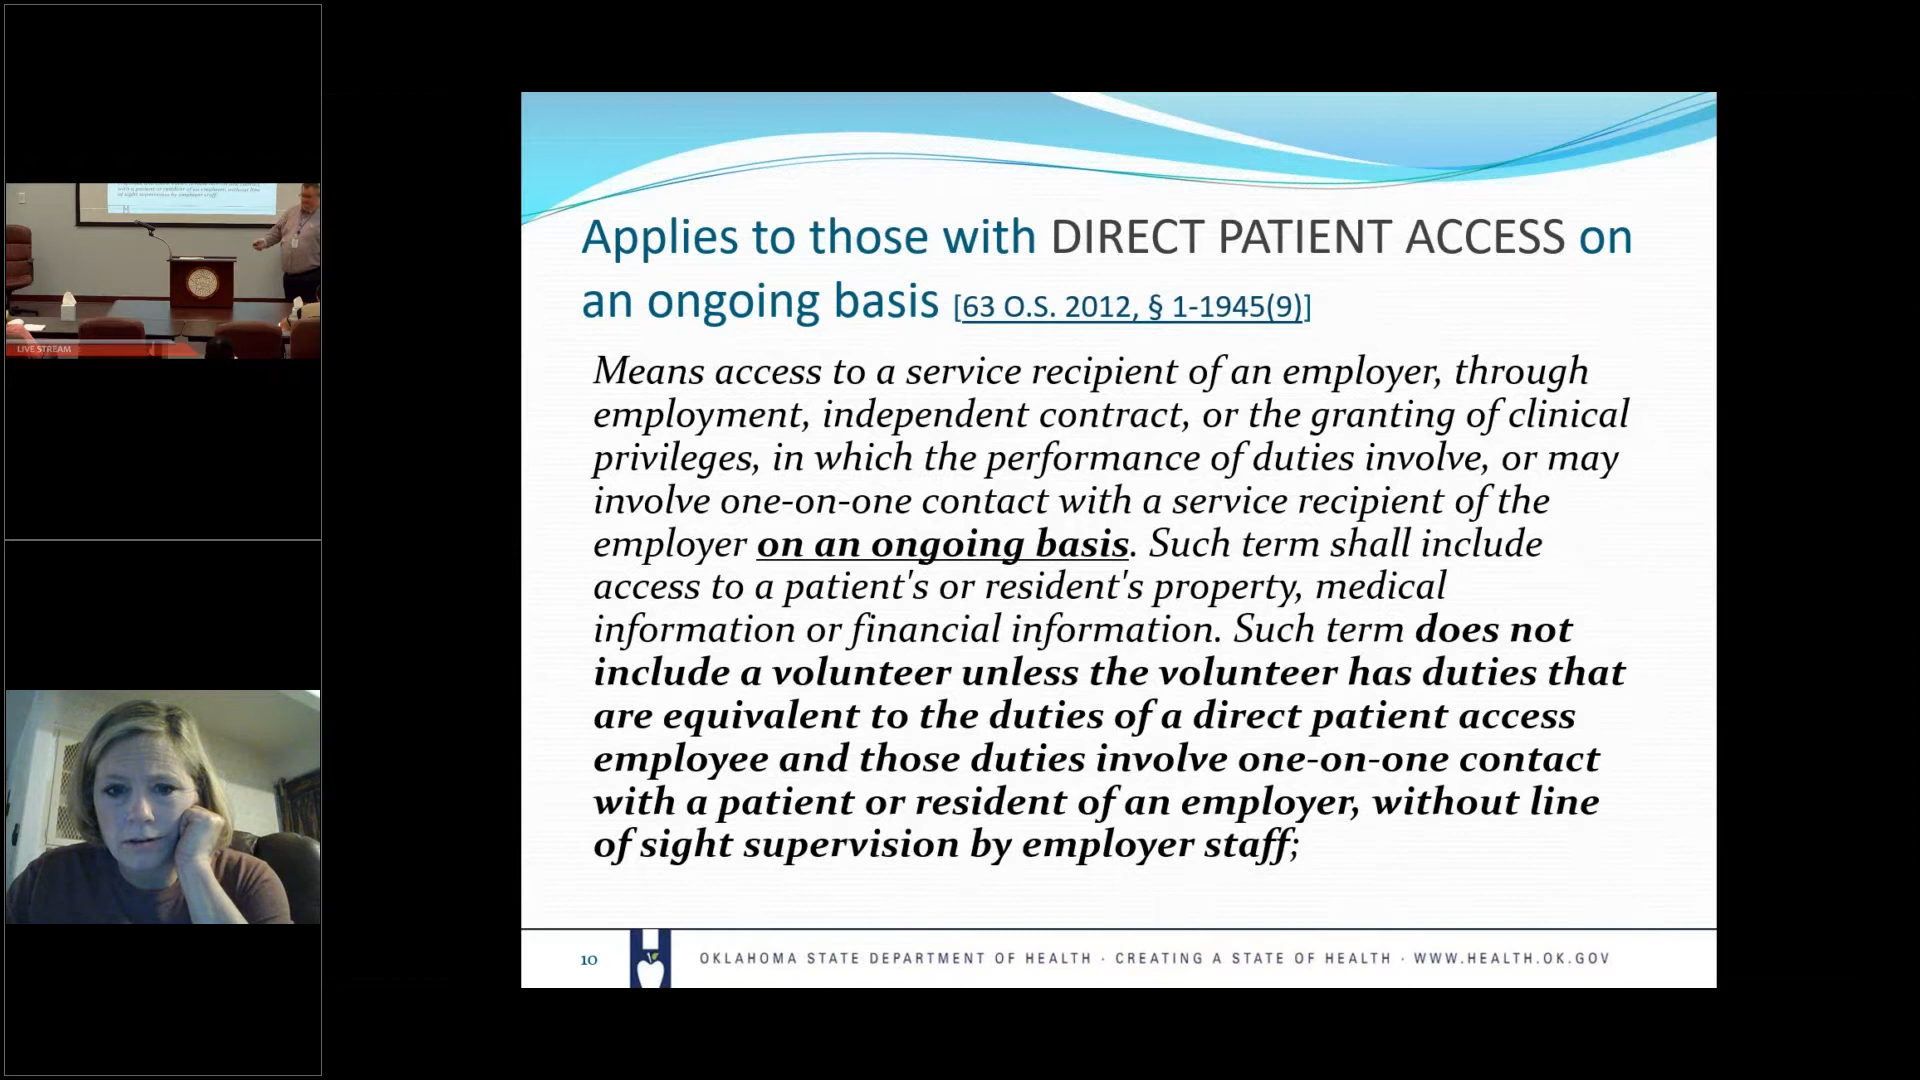 LIVE STREAM
Applies to those with DIRECT PATIENT ACCESS on
an ongoing basis [63 O.S. 2012, § 1-1945(9)]
Means access to a service recipient of an employer, through
employment, independent contract, or the granting of clinical
privileges, in which the performance of duties involve, or may
involve one-on-one contact with a service recipient of the
employer on an ongoing basis. Such term shall include
access to a patient's or resident's property, medical
information or financial information. Such term does not
include a volunteer unless the volunteer has duties that
are equivalent to the duties of a direct patient access
employee and those duties involve one-on-one contact
with a patient or resident of an employer, without line
of sight supervision by employer staff;
10
OKLAHOMA STATE DEPARTMENT OF HEALTH · CREATING A STATE OF HEALTH · WWW.HEALTH.OK.GOV